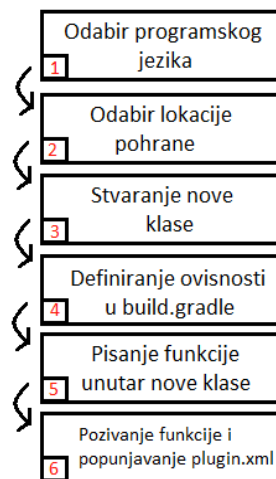 Odabir programskog
jezika
1
Odabir lokacije
pohrane
2
Stvaranje nove
klase
3
Definiranje ovisnosti
u build.gradle
4
Pisanje funkcije
unutar nove klase
5
Pozivanje funkcije i
popunjavanje plugin.xml
6